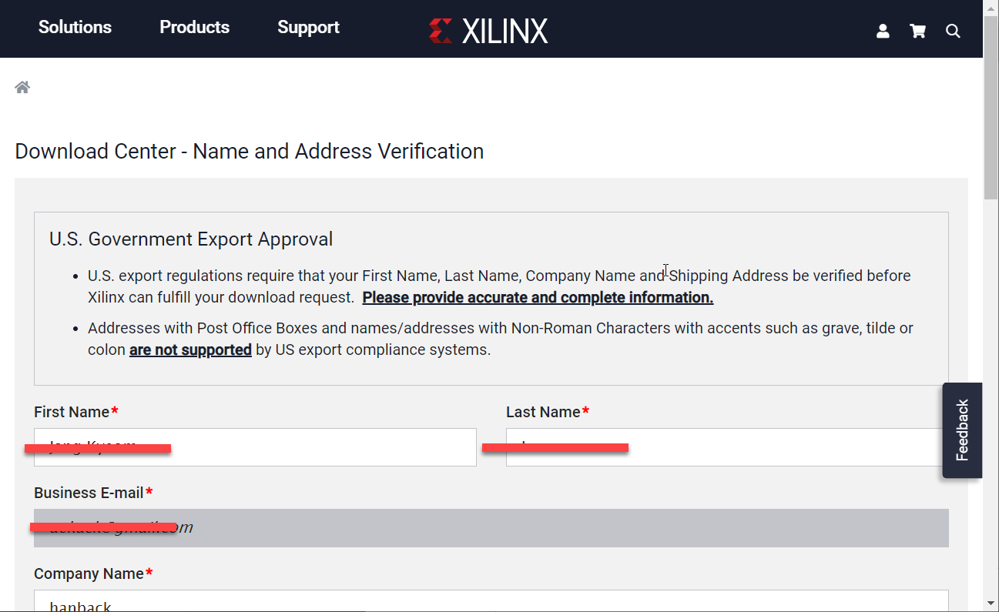 Solutions Products Support XILINX
Download Center - Name and Address Verification
U.S. Government Export Approval
• U.S. export regulations require that your First Name, Last Name, Company Name and Shipping Address be verified before
Xilinx can fulfill your download request. Please provide accurate and complete information.
• Addresses with Post Office Boxes and names/addresses with Non-Roman Characters with accents such as grave, tilde or
colon are not supported by US export compliance systems.
Feedback
First Name* Last Name*
Business E-mail*
Company Name*
hanback